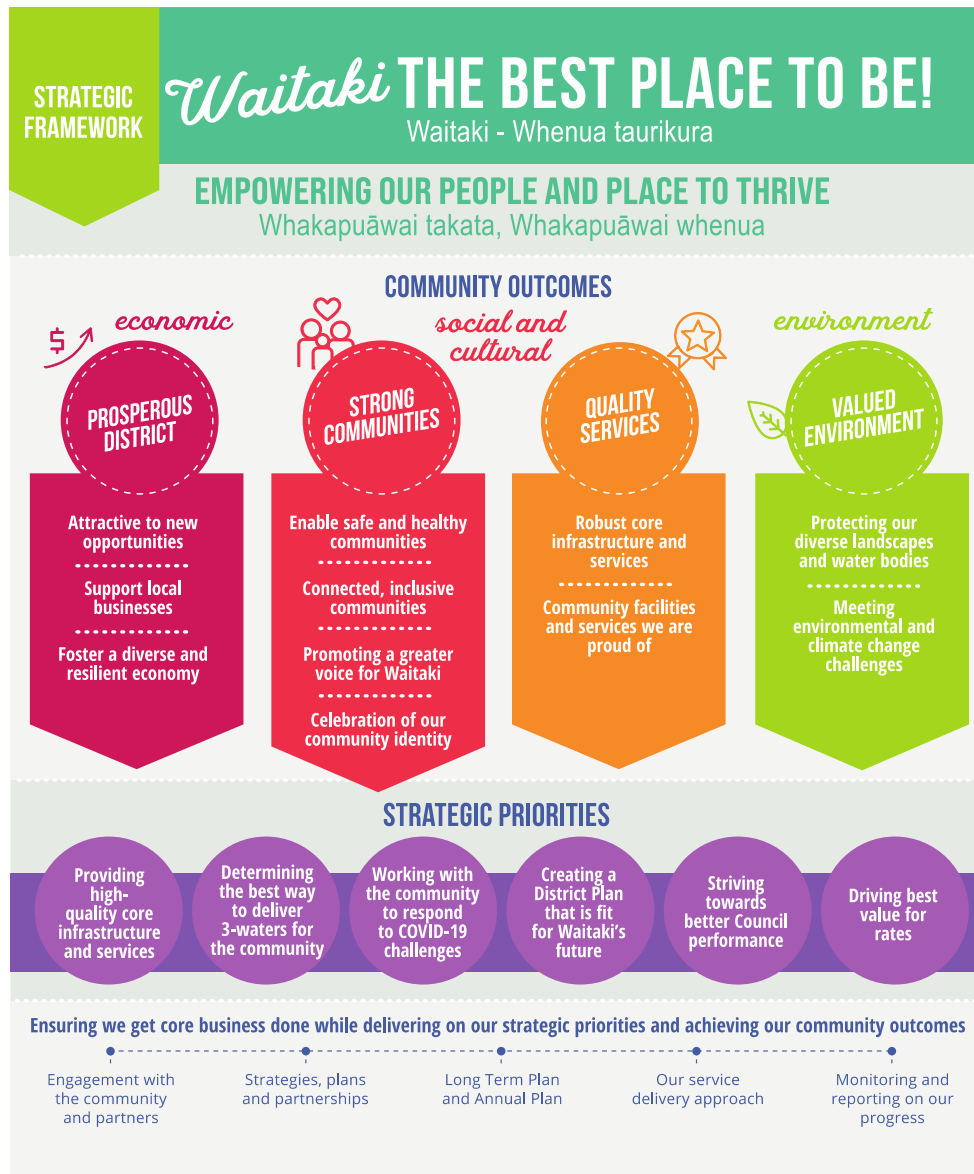 STRATEGIC
FRAMEWORK
Waitaki THE BEST PLACE TO BE!
Waitaki - Whenua taurikura
EMPOWERING OUR PEOPLE AND PLACE TO THRIVE
Whakapuāwai takata, Whakapuāwai whenua
COMMUNITY OUTCOMES
economic
$
PROSPEROUS
DISTRICT
Attractive to new
opportunities
Support local
businesses
Foster a diverse and
resilient economy
social and
cultural
STRONG
COMMUNITIES
Enable safe and healthy
communities
Connected, inclusive
communities
Promoting a greater
voice for Waitaki
Celebration of our
community identity
QUALITY
SERVICES
Robust core
infrastructure and
services
Community facilities
and services we are
proud of
environment
VALUED
ENVIRONMENT
Protecting our
diverse landscapes
and water bodies
Meeting
environmental and
climate change
challenges
STRATEGIC PRIORITIES
Providing
high-
quality core
infrastructure
and services
Determining
the best way
to deliver
3-waters for
the community
Working with
the community
to respond
to COVID-19
challenges
Creating a
District Plan
that is fit
for Waitaki's
future
Striving
towards
better Council
performance
Driving best
value for
rates
Ensuring we get core business done while delivering on our strategic priorities and achieving our community outcomes
Engagement with
the community
and partners
Strategies, plans
and partnerships
Long Term Plan
and Annual Plan
Our service
delivery approach
Monitoring and
reporting on our
progress